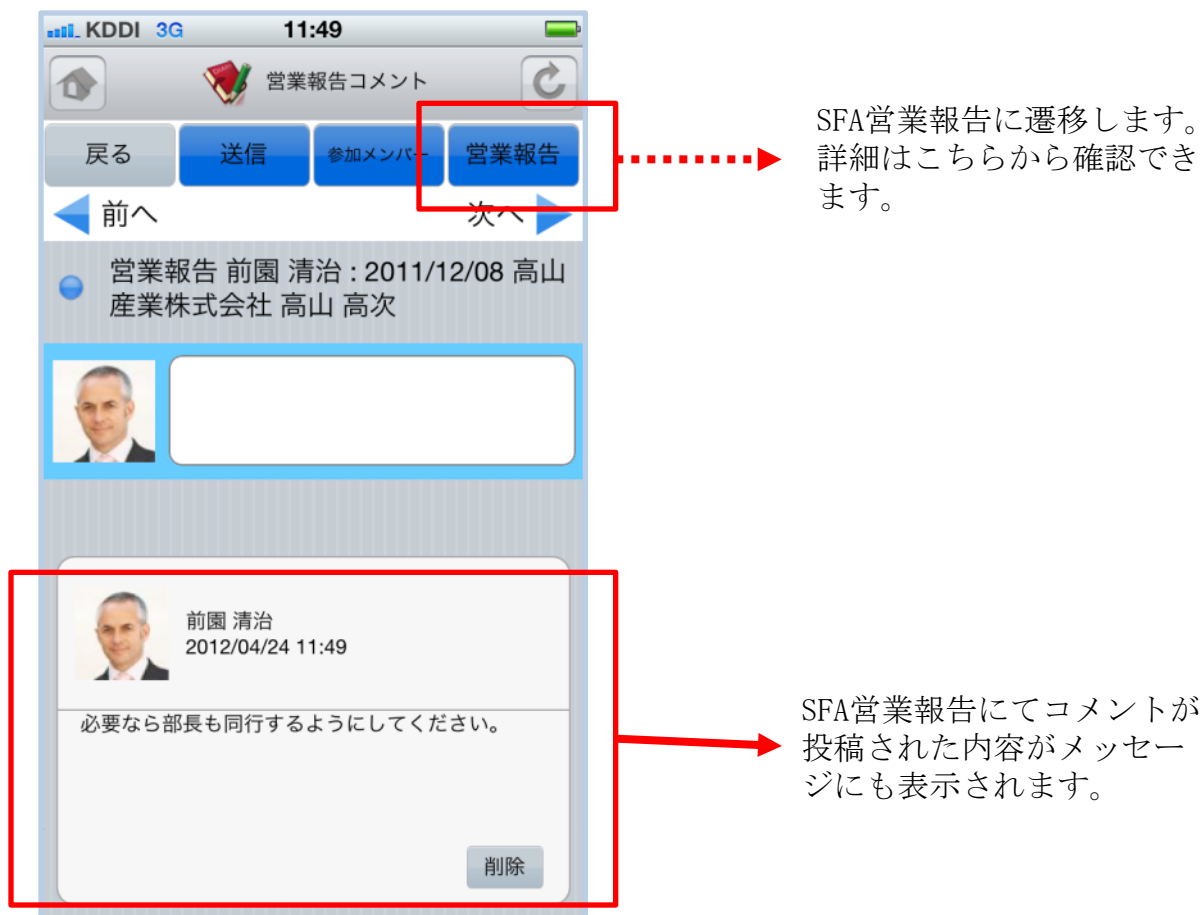 KDDI 3G 11:49
営業報告コメント
戻る 送信 参加メンバー 営業報告
前へ 次へ
営業報告 前園 清治 : 2011/12/08 高山
産業株式会社 高山 高次
前園 清治
2012/04/24 11:49
必要なら部長も同行するようにしてください。
削除
SFA営業報告に遷移します。
詳細はこちらから確認でき
ます。
SFA営業報告にてコメントが
投稿された内容がメッセー
ジにも表示されます。